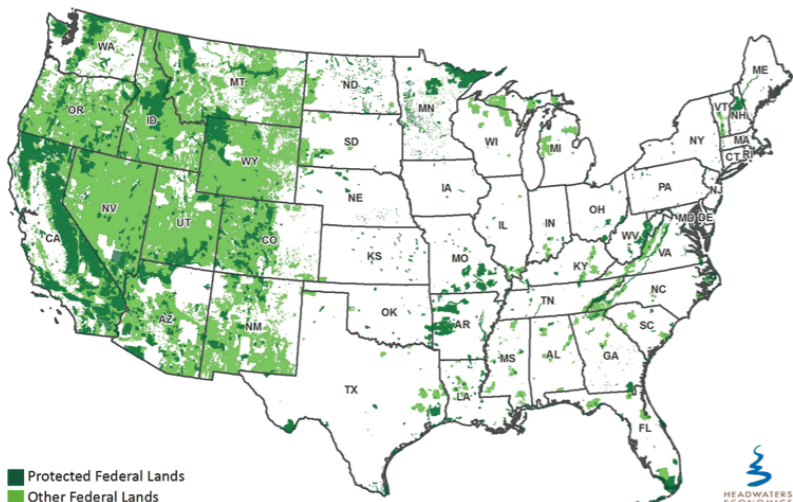 WA
MT
ND
MN
ME
OR
ID
WY
SD
WI
MI
VT
NH
NY
MA
CT
RI
NV
UT
CO
NE
IA
IL
IN
OH
PA
NJ
MD
DE
CA
KS
MO
WV
VA
KY
AZ
NM
OK
AR
TN
NC
SC
TX
LA
MS
AL
GA
FL
Protected Federal Lands
Other Federal Lands
HEADWATERS
ECONOMICS